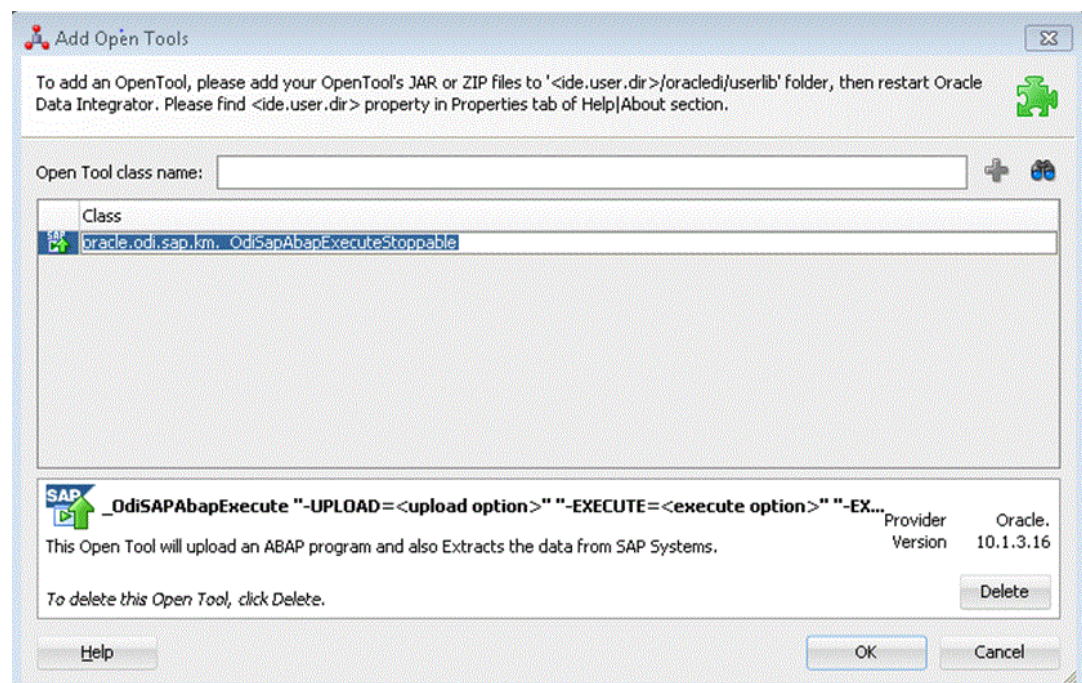 Add Open Tools
To add an OpenTool, please add your OpenTool's JAR or ZIP files to '<ide.user.dir>/oracledi/userlib' folder, then restart Oracle
Data Integrator. Please find <ide.user.dir> property in Properties tab of Help|About section.
Open Tool class name:
Class
SAP oracle.odi.sap.km._OdiSapAbapExecuteStoppable
SAP _OdiSAPAbapExecute "-UPLOAD=<upload option>" "-EXECUTE=<execute option>" "-EX...
Provider Oracle.
This Open Tool will upload an ABAP program and also Extracts the data from SAP Systems.
Version 10.1.3.16
To delete this Open Tool, click Delete.
Delete
Help OK Cancel